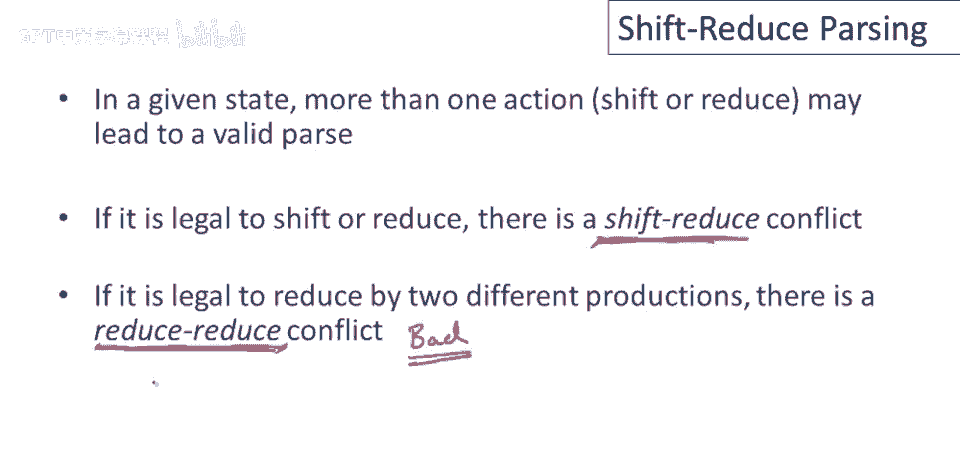 Shift-Reduce Parsing
• In a given state, more than one action (shift or reduce) may
lead to a valid parse
• If it is legal to shift or reduce, there is a shift-reduce conflict
• If it is legal to reduce by two different productions, there is a
reduce-reduce conflict Bad